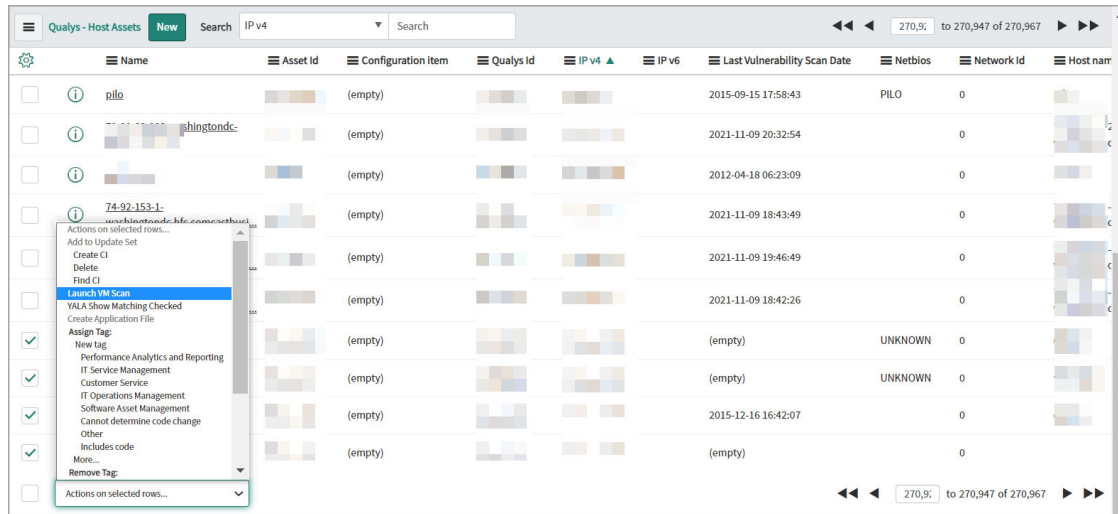 Qualys - Host Assets New Search IP v4 Search 270,9 to 270,947 of 270,967
Name Asset Id Configuration item Qualys Id IP v4 IP v6 Last Vulnerability Scan Date Netbios Network Id Host nam
pilo (empty) 2015-09-15 17:58:43 PILO 0
shingtondc-
(empty) 2021-11-09 20:32:54 0
(empty) 2012-04-18 06:23:09 0
74-92-153-1-
washingtondc.hfc.comcastbusi...
(empty) 2021-11-09 18:43:49 0
Actions on selected rows...
Add to Update Set
Create CI
Delete
Find CI
(empty) 2021-11-09 19:46:49 0
Launch VM Scan
YALA Show Matching Checked
(empty) 2021-11-09 18:42:26 0
Create Application File
Assign Tag:
New tag
(empty) (empty) UNKNOWN 0
Performance Analytics and Reporting
IT Service Management
Customer Service
(empty) (empty) UNKNOWN 0
IT Operations Management
Software Asset Management
(empty) 2015-12-16 16:42:07 0
Cannot determine code change
Other
Includes code
(empty) (empty) 0
More...
Remove Tag:
Actions on selected rows... 270,9 to 270,947 of 270,967